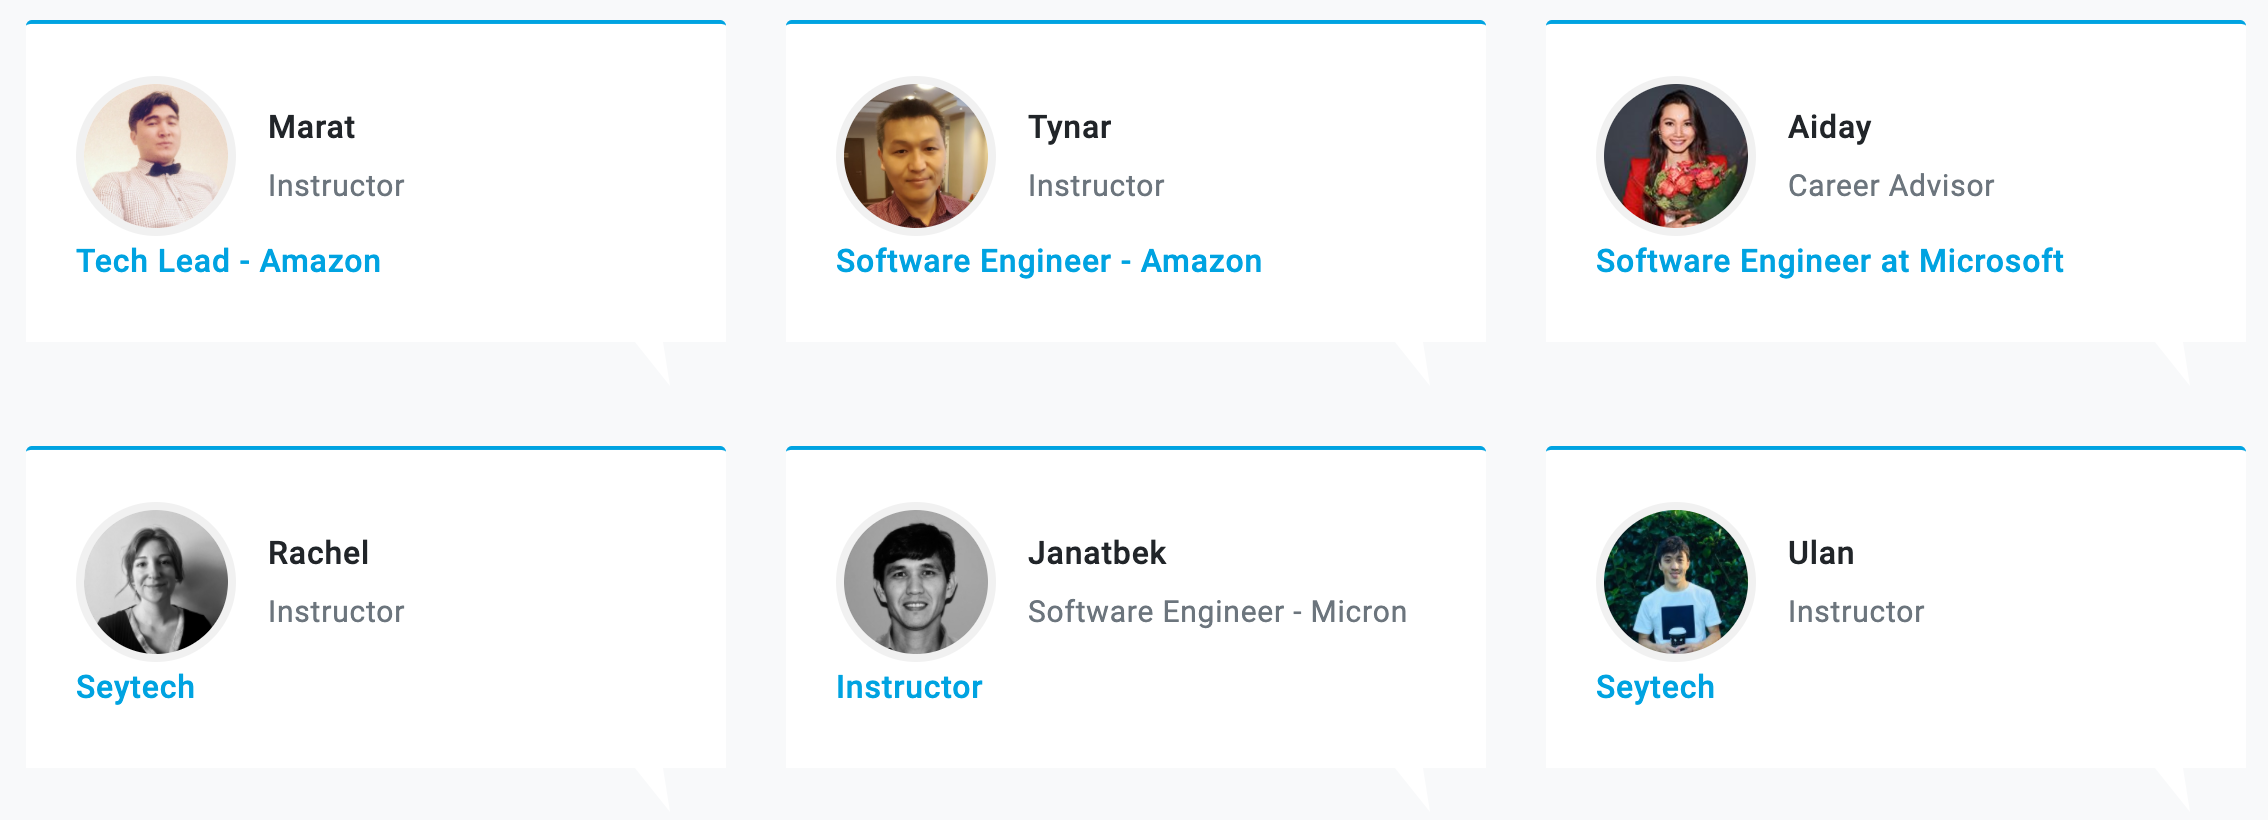 Marat
Instructor
Tech Lead - Amazon
Tynar
Instructor
Software Engineer - Amazon
Aiday
Career Advisor
Software Engineer at Microsoft
Rachel
Instructor
Seytech
Janatbek
Software Engineer - Micron
Instructor
Ulan
Instructor
Seytech